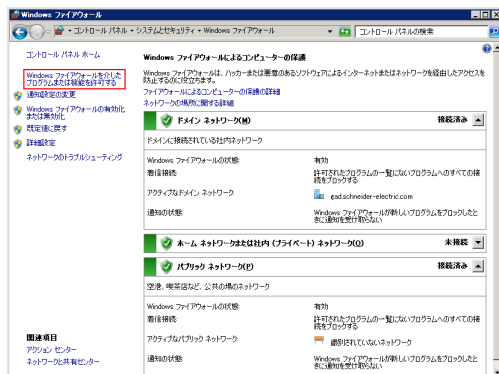 Windows ファイアウォール
コントロール パネル ▾ システムとセキュリティ ▾ Windows ファイアウォール
コントロール パネルの検索
コントロール パネル ホーム
Windows ファイアウォールを介した
プログラムまたは機能を許可する
通知設定の変更
Windows ファイアウォールの有効化
または無効化
既定値に戻す
詳細設定
ネットワークのトラブルシューティング
関連項目
アクション センター
ネットワークと共有センター
Windows ファイアウォールによるコンピューターの保護
Windows ファイアウォールは、ハッカーまたは悪意のあるソフトウェアによるインターネットまたはネットワークを経由したアクセスを
防止するのに役立ちます。
ファイアウォールによるコンピューターの保護の詳細
ネットワークの場所に関する詳細
ドメイン ネットワーク(M) 接続済み
ドメインに接続されている社内ネットワーク
Windows ファイアウォールの状態: 有効
着信接続: 許可されたプログラムの一覧にないプログラムへのすべての接
続をブロックする
アクティブなドメイン ネットワーク: gad.schneider-electric.com
通知の状態: Windows ファイアウォールが新しいプログラムをブロックしたと
きに通知を受け取らない
ホーム ネットワークまたは社内 (プライベート) ネットワーク(O) 未接続
パブリック ネットワーク(P) 接続済み
空港、喫茶店など、公共の場のネットワーク
Windows ファイアウォールの状態: 有効
着信接続: 許可されたプログラムの一覧にないプログラムへのすべての接
続をブロックする
アクティブなパブリック ネットワーク: 識別されていないネットワーク
通知の状態: Windows ファイアウォールが新しいプログラムをブロックしたと
きに通知を受け取らない